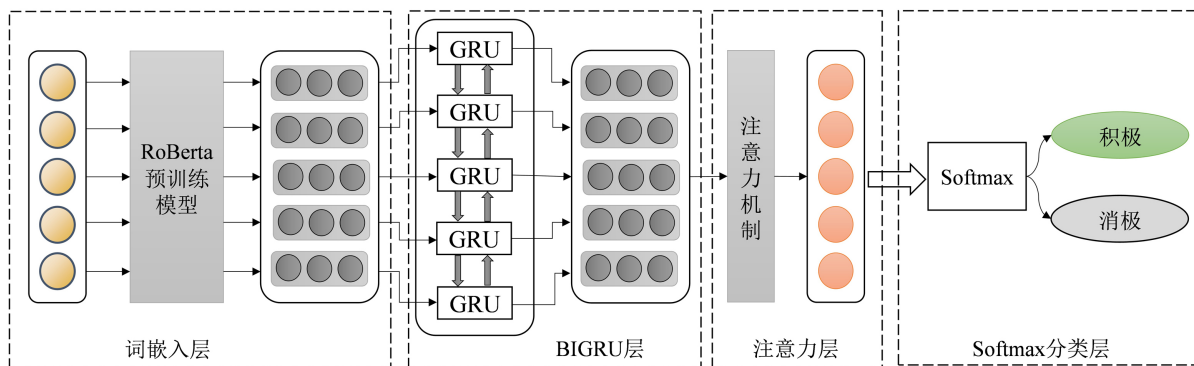 RoBerta
预训练
模型
词嵌入层
GRU
GRU
GRU
GRU
GRU
BIGRU层
注
意
力
机
制
注意力层
Softmax
积极
消极
Softmax分类层